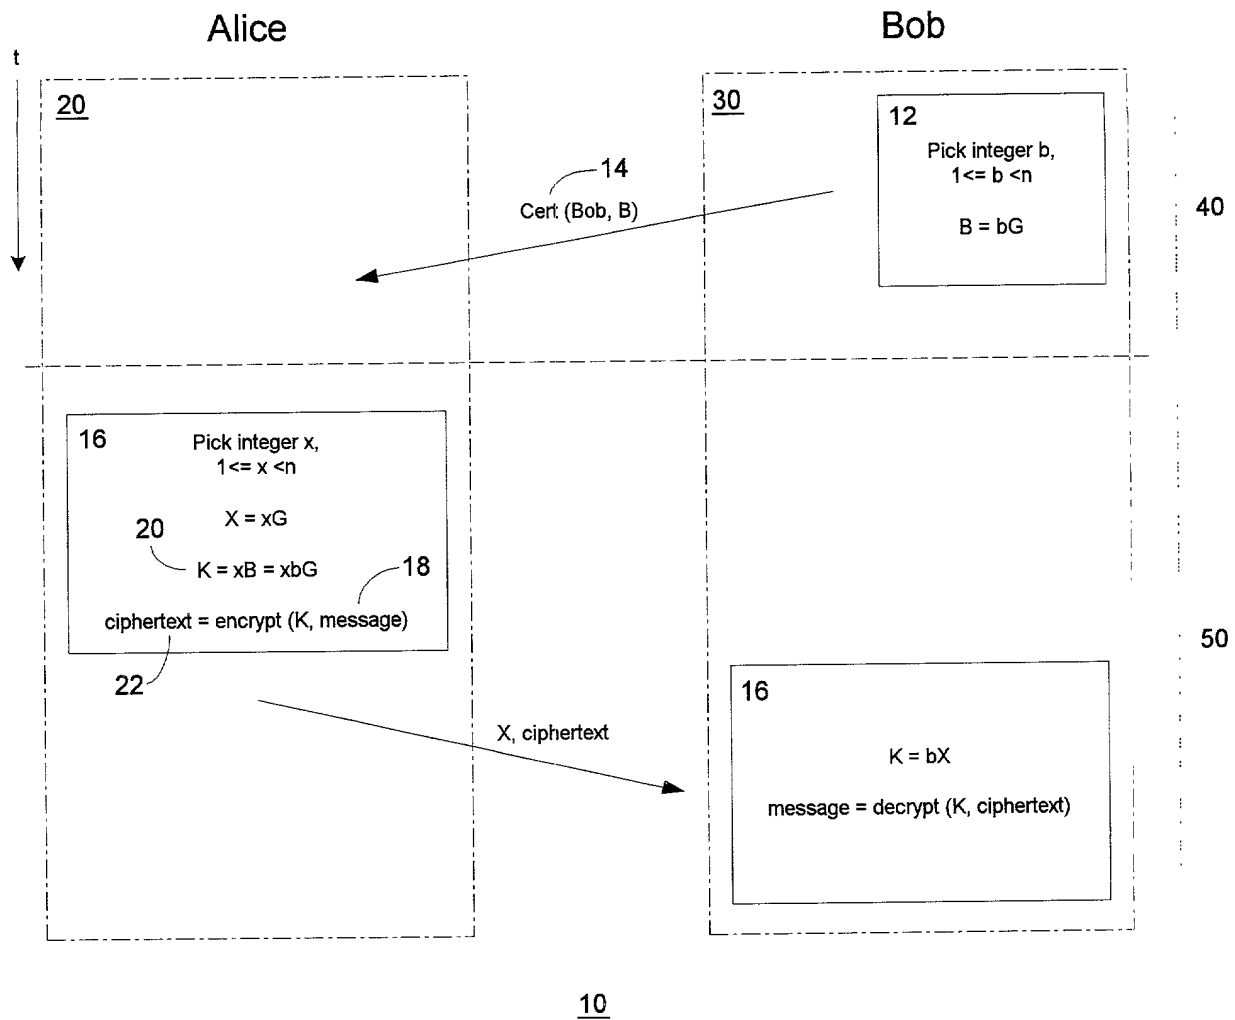 Alice
Bob
t
20
30
12
Pick integer b,
1<= b <n
B = bG
14
Cert (Bob, B)
40
16
Pick integer x,
1<= x <n
X = xG
20
K = xB = xbG
18
ciphertext = encrypt (K, message)
22
50
X, ciphertext
16
K = bX
message = decrypt (K, ciphertext)
10